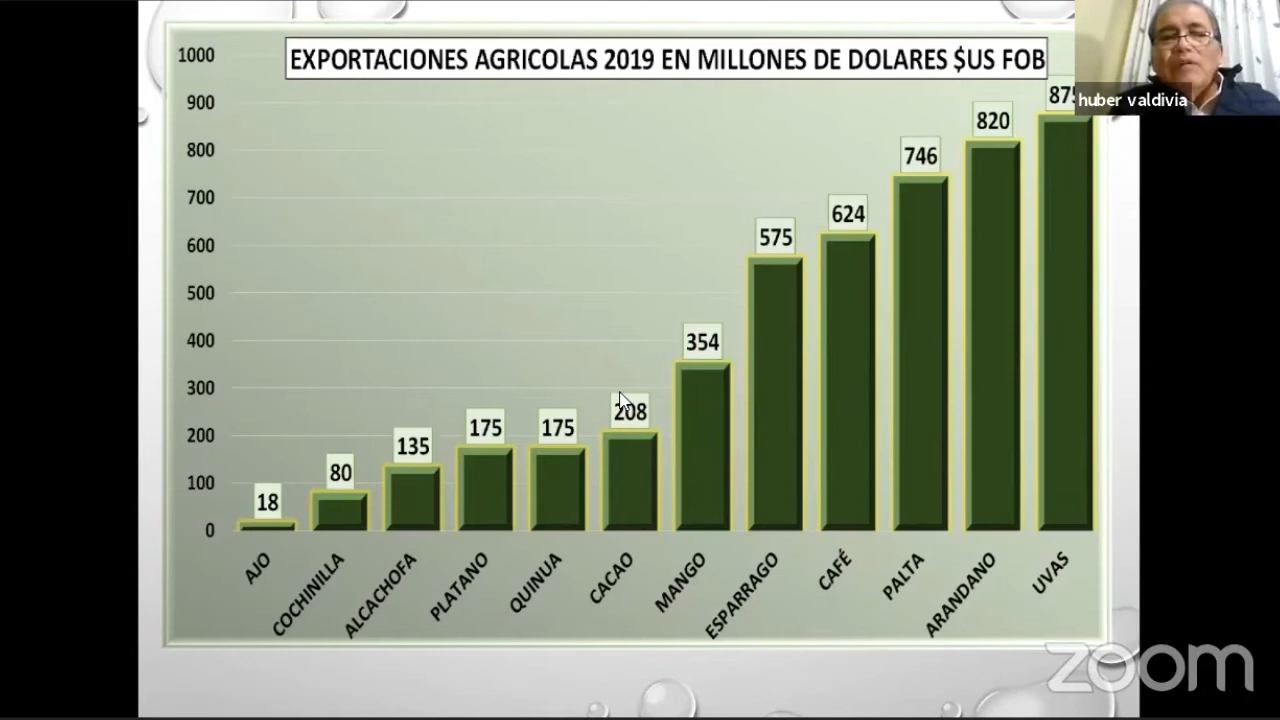 EXPORTACIONES AGRICOLAS 2019 EN MILLONES DE DOLARES $US FOB
huber valdivia
1000
900
800
700
600
500
400
300
200
100
0
18
80
135
175
175
208
354
575
624
746
820
875
AJO
COCHINILLA
ALCACHOFA
PLATANO
QUINUA
CACAO
MANGO
ESPARRAGO
CAFÉ
PALTA
ARANDANO
UVAS
zoom